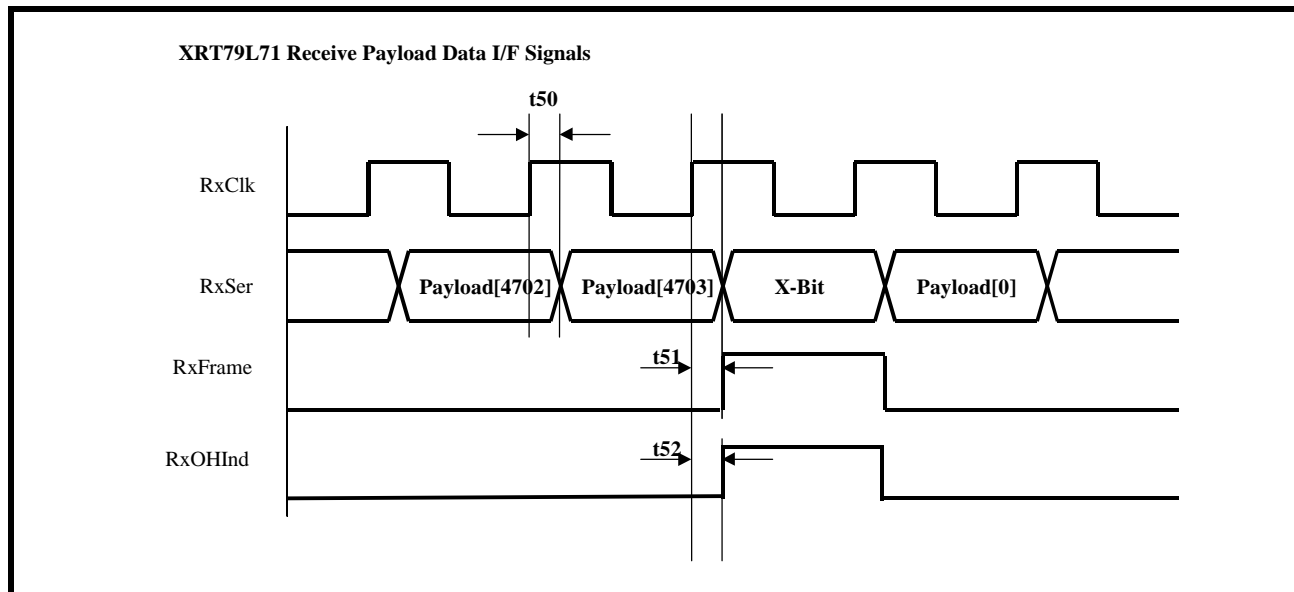 XRT79L71 Receive Payload Data I/F Signals
t50
RxClk
RxSer
Payload[4702]
Payload[4703]
X-Bit
Payload[0]
RxFrame
t51
RxOHInd
t52